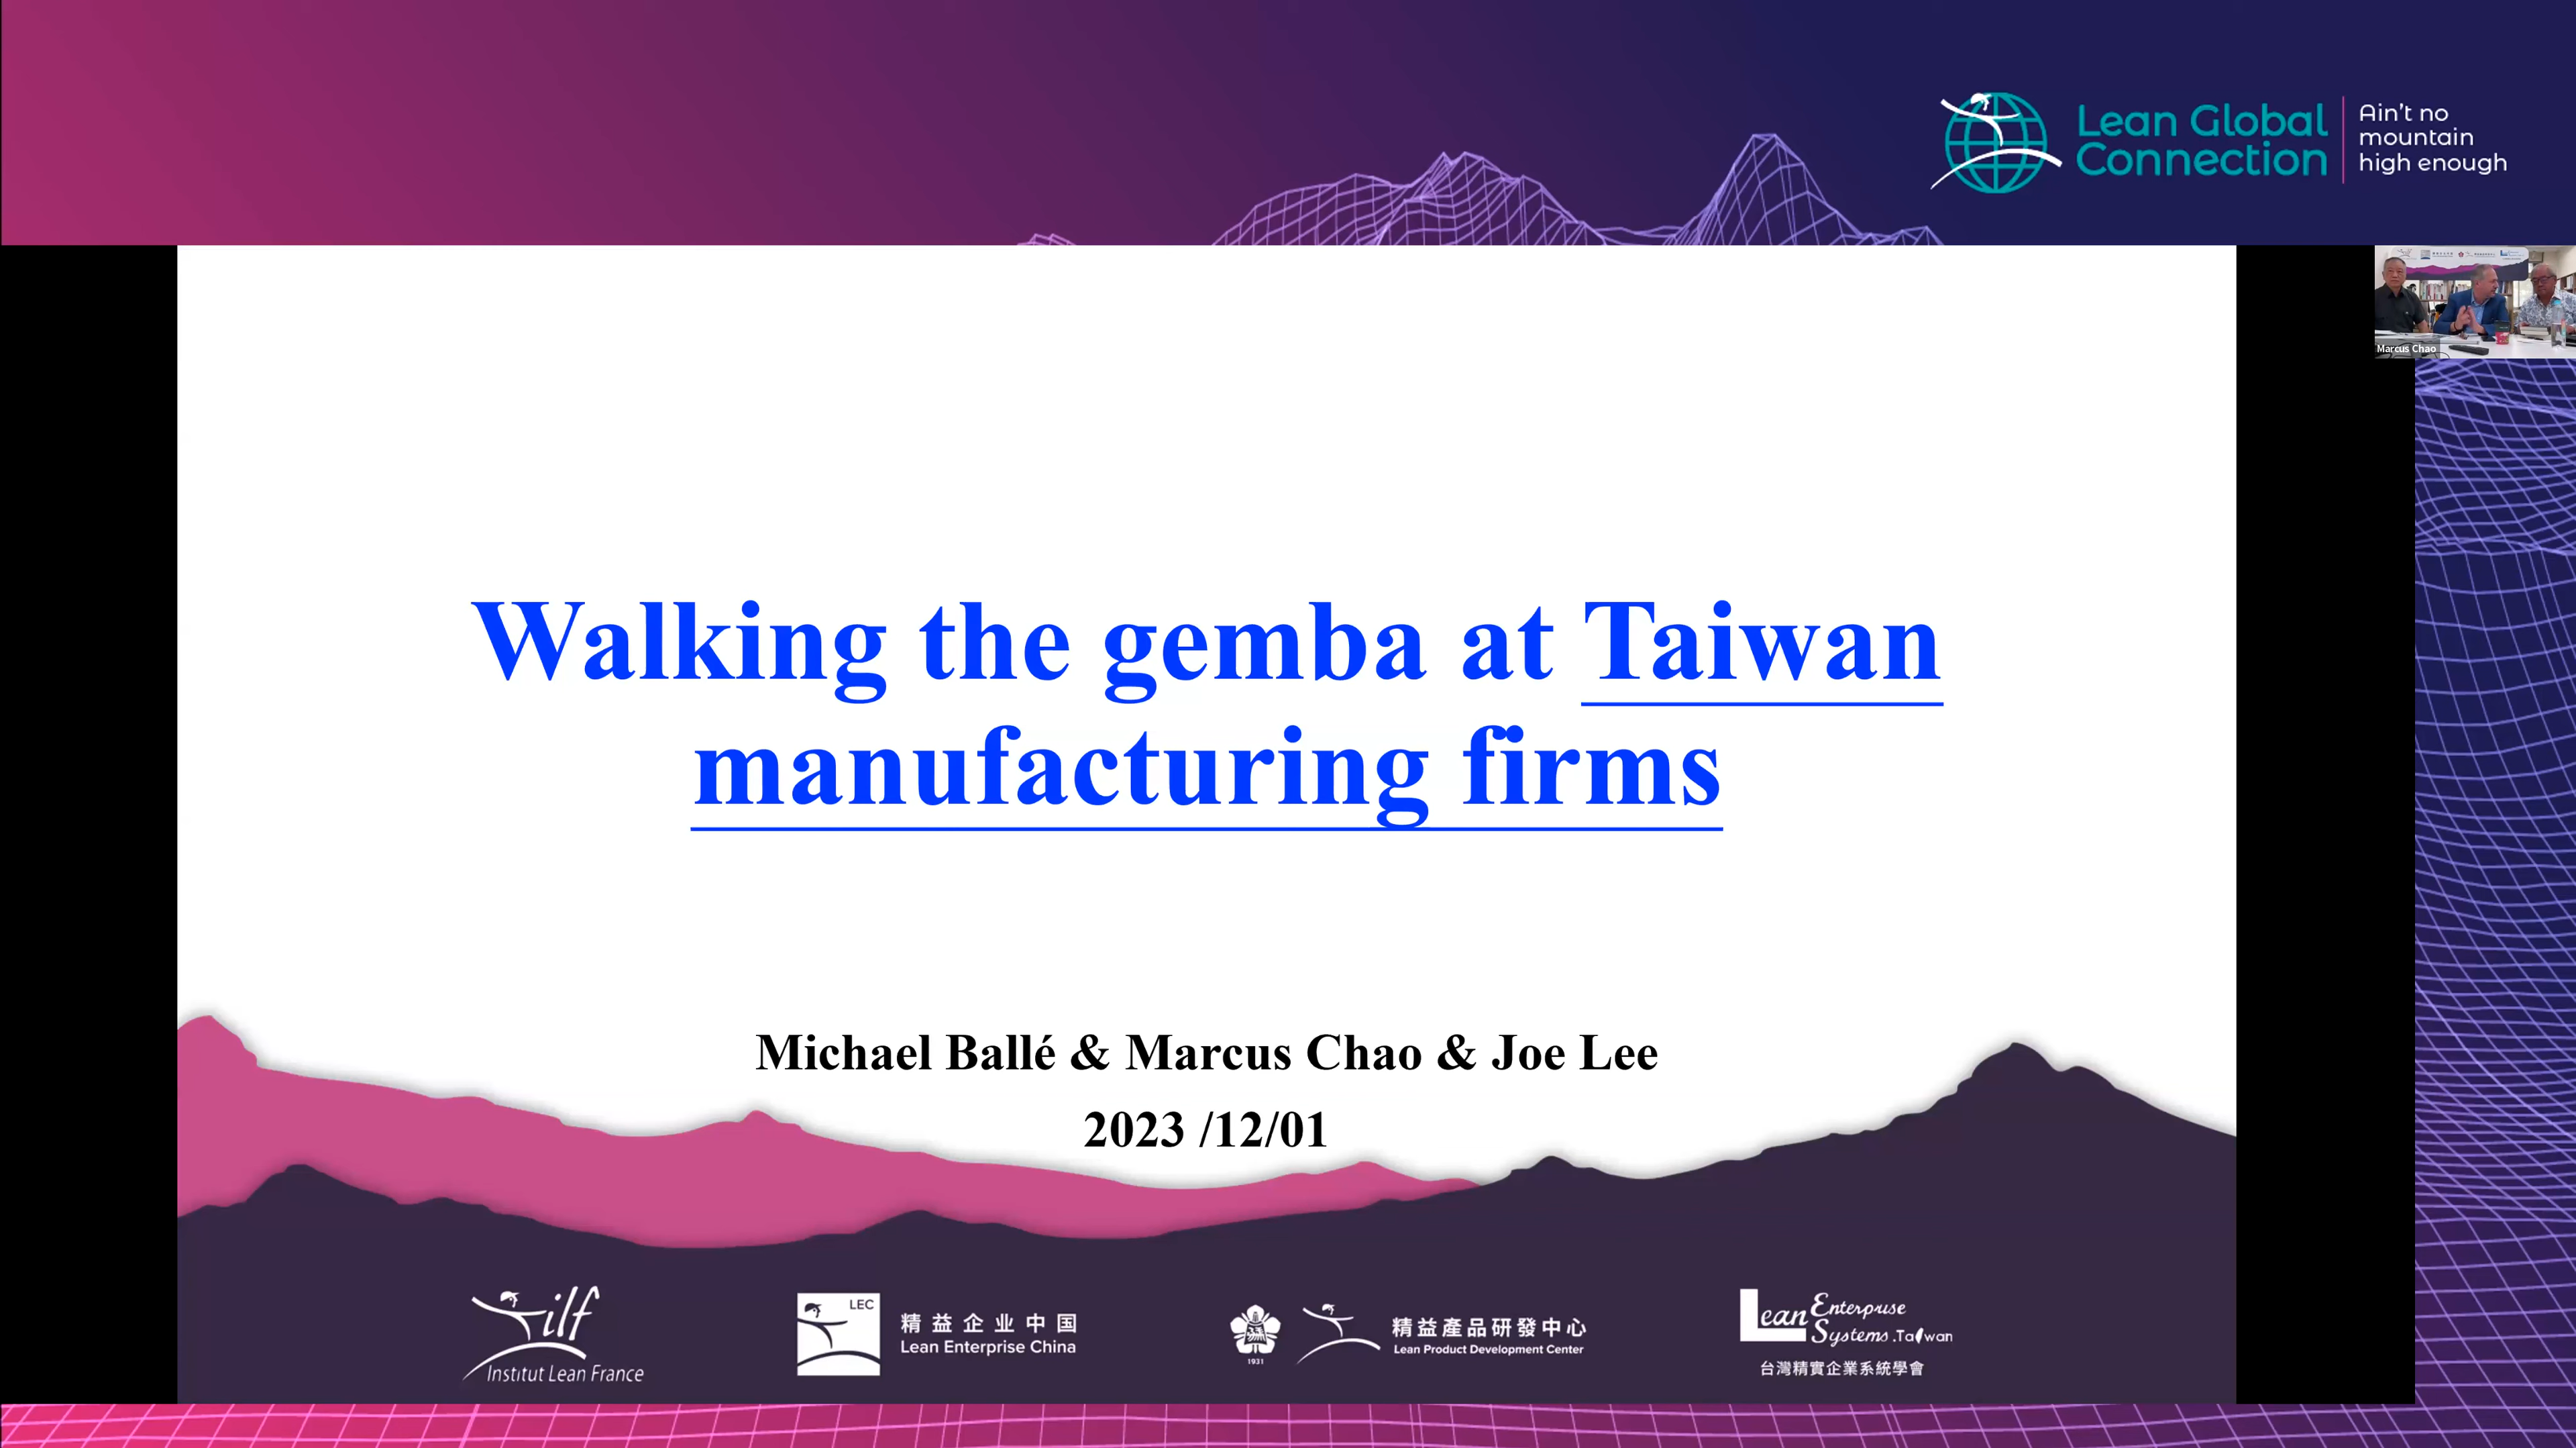 Lean Global
Connection
Ain't no
mountain
high enough
Marcus Chao
Walking the gemba at Taiwan
manufacturing firms
Michael Ballé & Marcus Chao & Joe Lee
2023 /12/01
ilf
Institut Lean France
LEC
精益企业中国
Lean Enterprise China
1931
精益產品研發中心
Lean Product Development Center
Lean Enterprise
Systems.Taiwan
台灣精實企業系統學會